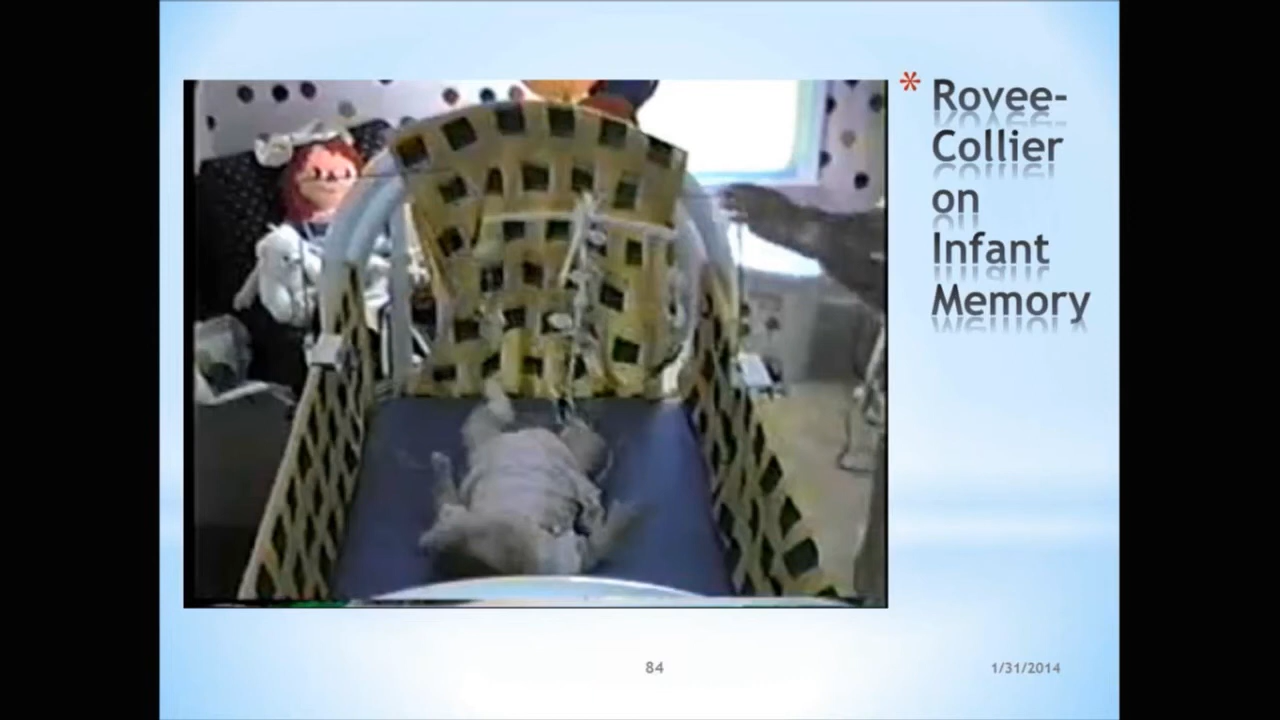 * Rovee-
Collier
on
Infant
Memory
84
1/31/2014